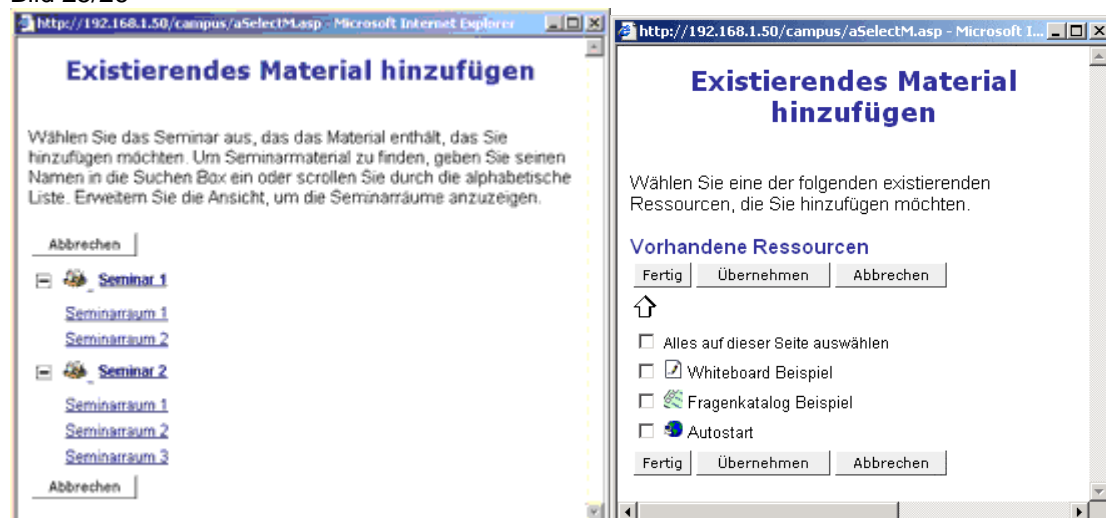 Bild 25/26
http://192.168.1.50/campus/aSelectM.asp - Microsoft Internet Explorer
Existierendes Material hinzufügen
Wählen Sie das Seminar aus, das das Material enthält, das Sie
hinzufügen möchten. Um Seminarmaterial zu finden, geben Sie seinen
Namen in die Suchen Box ein oder scrollen Sie durch die alphabetische
Liste. Erweitern Sie die Ansicht, um die Seminarräume anzuzeigen.
Abbrechen
Seminar 1
Seminarraum 1
Seminarraum 2
Seminar 2
Seminarraum 1
Seminarraum 2
Seminarraum 3
Abbrechen
http://192.168.1.50/campus/aSelectM.asp - Microsoft I...
Existierendes Material
hinzufügen
Wählen Sie eine der folgenden existierenden
Ressourcen, die Sie hinzufügen möchten.
Vorhandene Ressourcen
Fertig Übernehmen Abbrechen
Alles auf dieser Seite auswählen
Whiteboard Beispiel
Fragenkatalog Beispiel
Autostart
Fertig Übernehmen Abbrechen